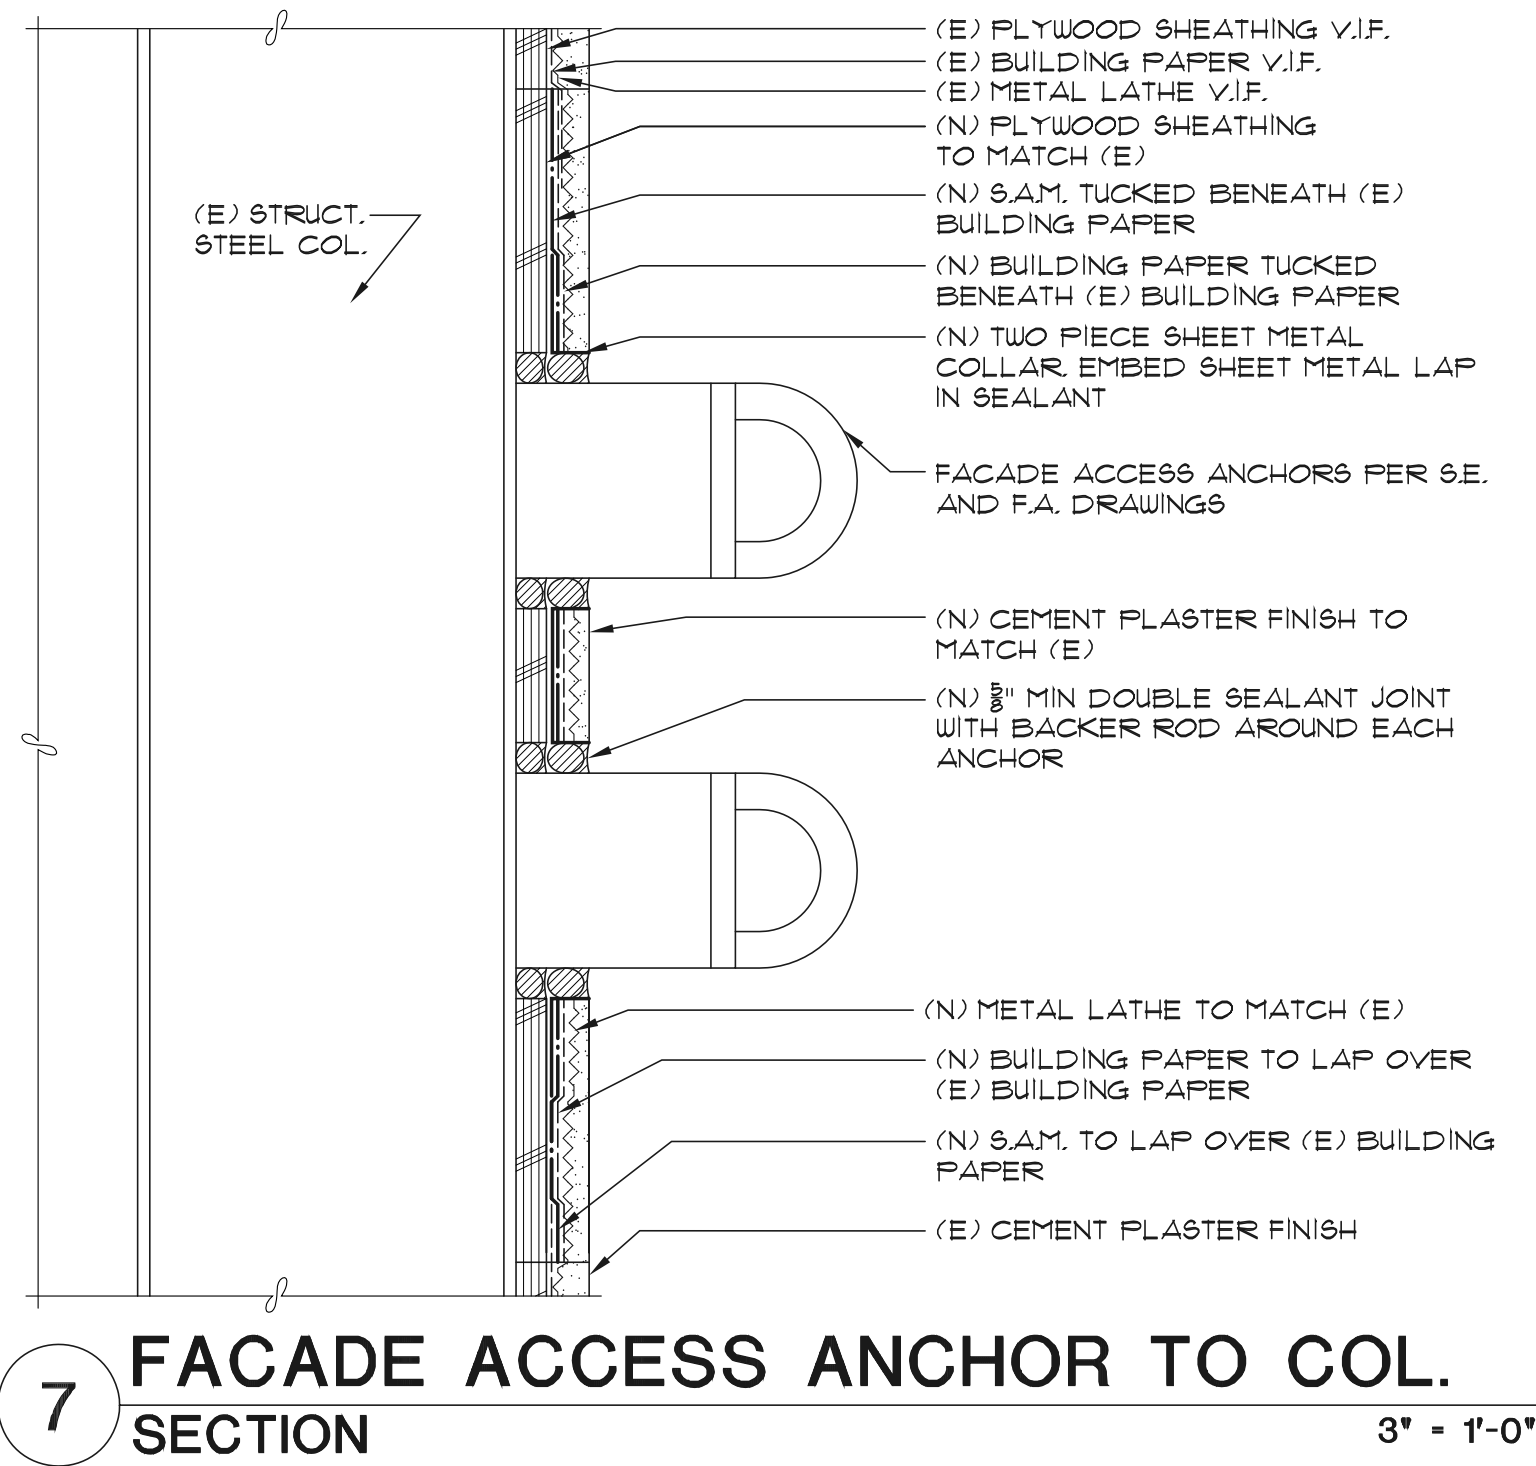 (E) PLYWOOD SHEATHING V.I.F.
(E) BUILDING PAPER V.I.F.
(E) METAL LATHE V.I.F.
(N) PLYWOOD SHEATHING
TO MATCH (E)
(N) S.A.M. TUCKED BENEATH (E)
BUILDING PAPER
(E) STRUCT.
STEEL COL.
(N) BUILDING PAPER TUCKED
BENEATH (E) BUILDING PAPER
(N) TWO PIECE SHEET METAL
COLLAR. EMBED SHEET METAL LAP
IN SEALANT
FACADE ACCESS ANCHORS PER S.E.
AND F.A. DRAWINGS
(N) CEMENT PLASTER FINISH TO
MATCH (E)
(N) 5/8" MIN DOUBLE SEALANT JOINT
WITH BACKER ROD AROUND EACH
ANCHOR
(N) METAL LATHE TO MATCH (E)
(N) BUILDING PAPER TO LAP OVER
(E) BUILDING PAPER
(N) S.A.M. TO LAP OVER (E) BUILDING
PAPER
(E) CEMENT PLASTER FINISH
7
FACADE ACCESS ANCHOR TO COL.
SECTION
3" = 1'-0"